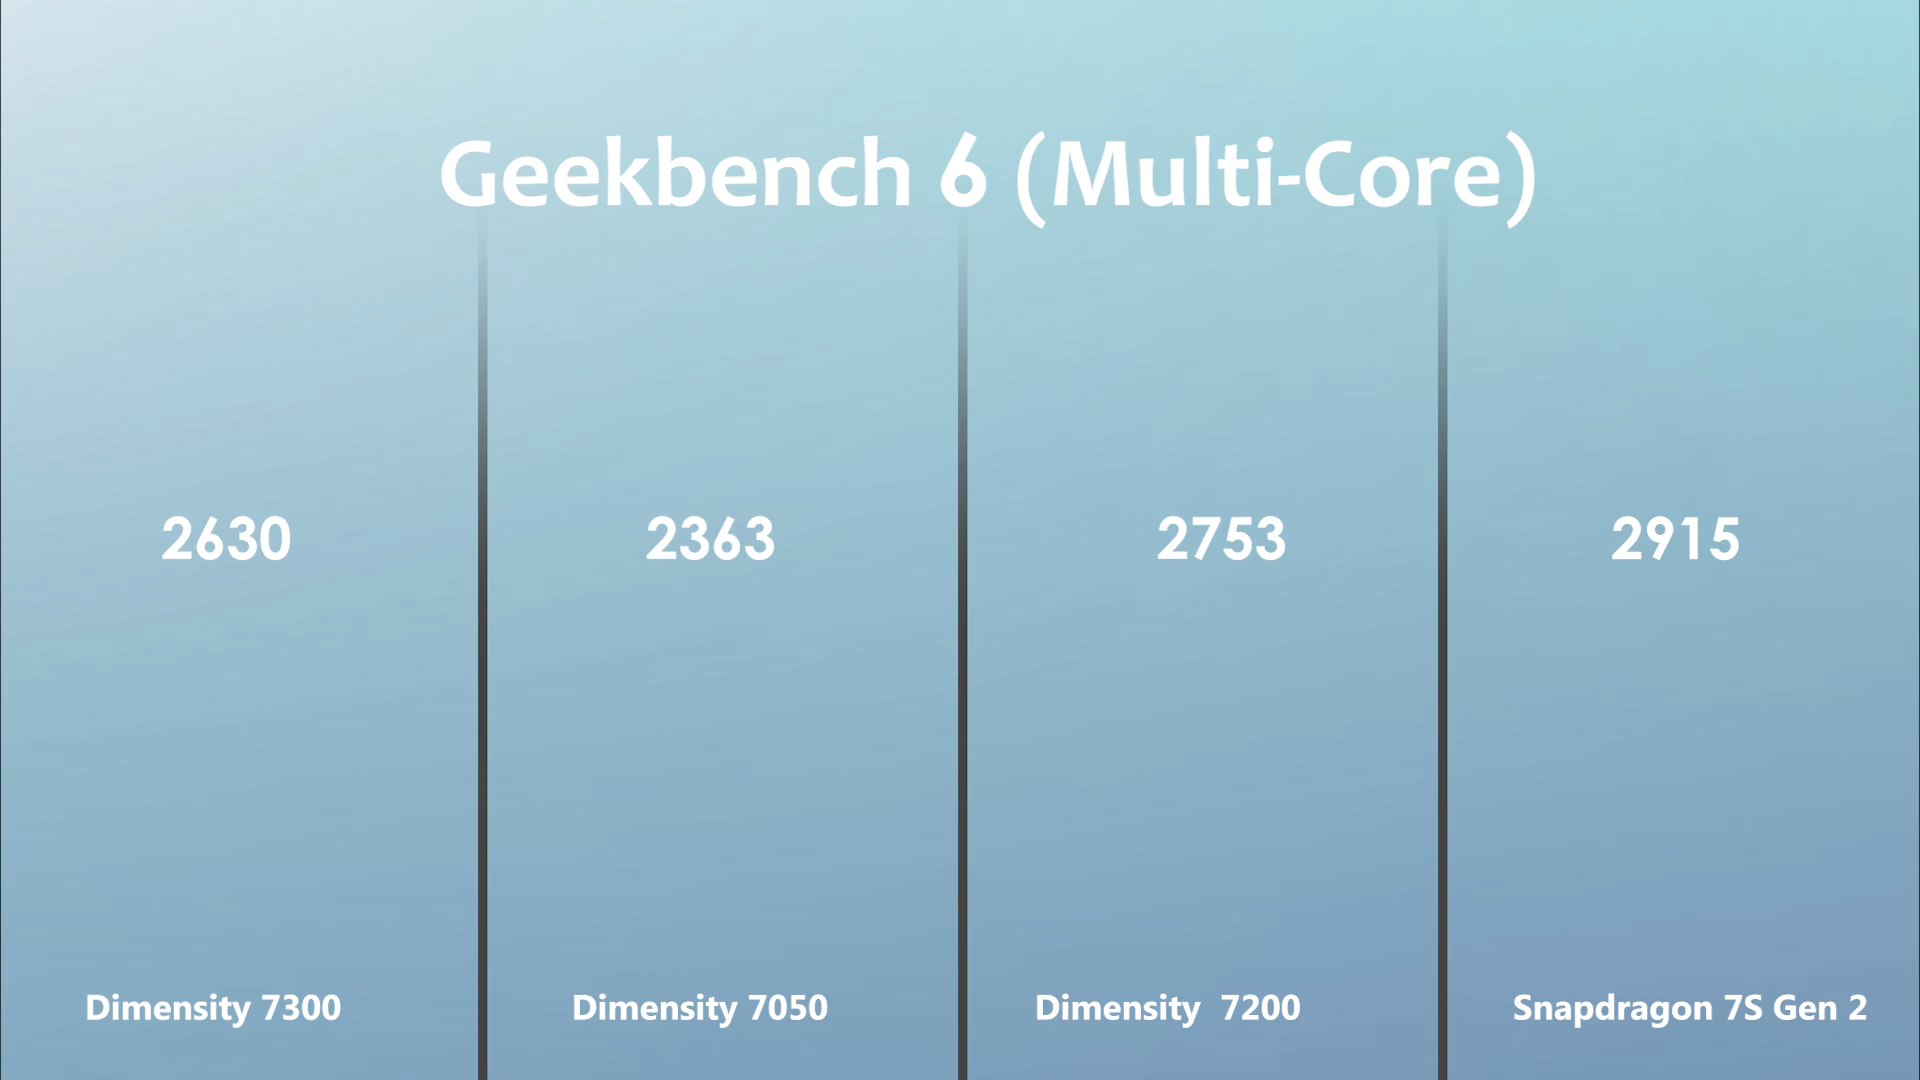 Geekbench 6 (Multi-Core)
2630 2363 2753 2915
Dimensity 7300 Dimensity 7050 Dimensity 7200 Snapdragon 7S Gen 2